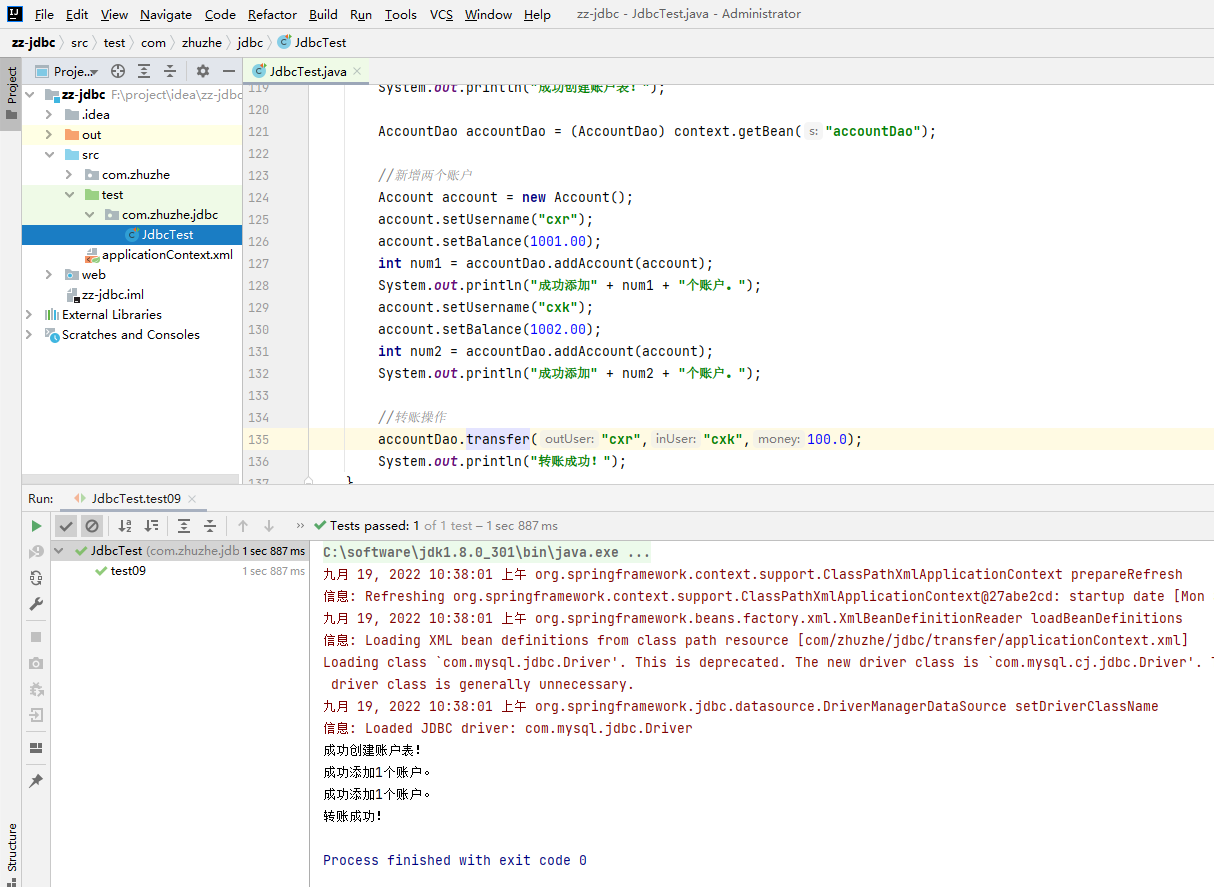 File Edit View Navigate Code Refactor Build Run Tools VCS Window Help zz-jdbc - JdbcTest.java - Administrator
zz-jdbc src test com zhuzhe jdbc JdbcTest
Project
Proje...
JdbcTest.java
zz-jdbc F:\project\idea\zz-jdbc
.idea
out
src
com.zhuzhe
test
com.zhuzhe.jdbc
JdbcTest
applicationContext.xml
web
zz-jdbc.iml
External Libraries
Scratches and Consoles
119 System.out.println("成功创建账户表!");
120
121 AccountDao accountDao = (AccountDao) context.getBean( s: "accountDao");
122
123 //新增两个账户
124 Account account = new Account();
125 account.setUsername("cxr");
126 account.setBalance(1001.00);
127 int num1 = accountDao.addAccount(account);
128 System.out.println("成功添加" + num1 + "个账户。");
129 account.setUsername("cxk");
130 account.setBalance(1002.00);
131 int num2 = accountDao.addAccount(account);
132 System.out.println("成功添加" + num2 + "个账户。");
133
134 //转账操作
135 accountDao.transfer( outUser: "cxr", inUser: "cxk", money: 100.0);
136 System.out.println("转账成功!");
137 }
Run: JdbcTest.test09
Tests passed: 1 of 1 test – 1 sec 887 ms
JdbcTest (com.zhuzhe.jdb 1 sec 887 ms
test09 1 sec 887 ms
C:\software\jdk1.8.0_301\bin\java.exe ...
九月 19, 2022 10:38:01 上午 org.springframework.context.support.ClassPathXmlApplicationContext prepareRefresh
信息: Refreshing org.springframework.context.support.ClassPathXmlApplicationContext@27abe2cd: startup date [Mon
九月 19, 2022 10:38:01 上午 org.springframework.beans.factory.xml.XmlBeanDefinitionReader loadBeanDefinitions
信息: Loading XML bean definitions from class path resource [com/zhuzhe/jdbc/transfer/applicationContext.xml]
Loading class `com.mysql.jdbc.Driver'. This is deprecated. The new driver class is `com.mysql.cj.jdbc.Driver'.
driver class is generally unnecessary.
九月 19, 2022 10:38:01 上午 org.springframework.jdbc.datasource.DriverManagerDataSource setDriverClassName
信息: Loaded JDBC driver: com.mysql.jdbc.Driver
成功创建账户表!
成功添加1个账户。
成功添加1个账户。
转账成功!
Process finished with exit code 0
Structure